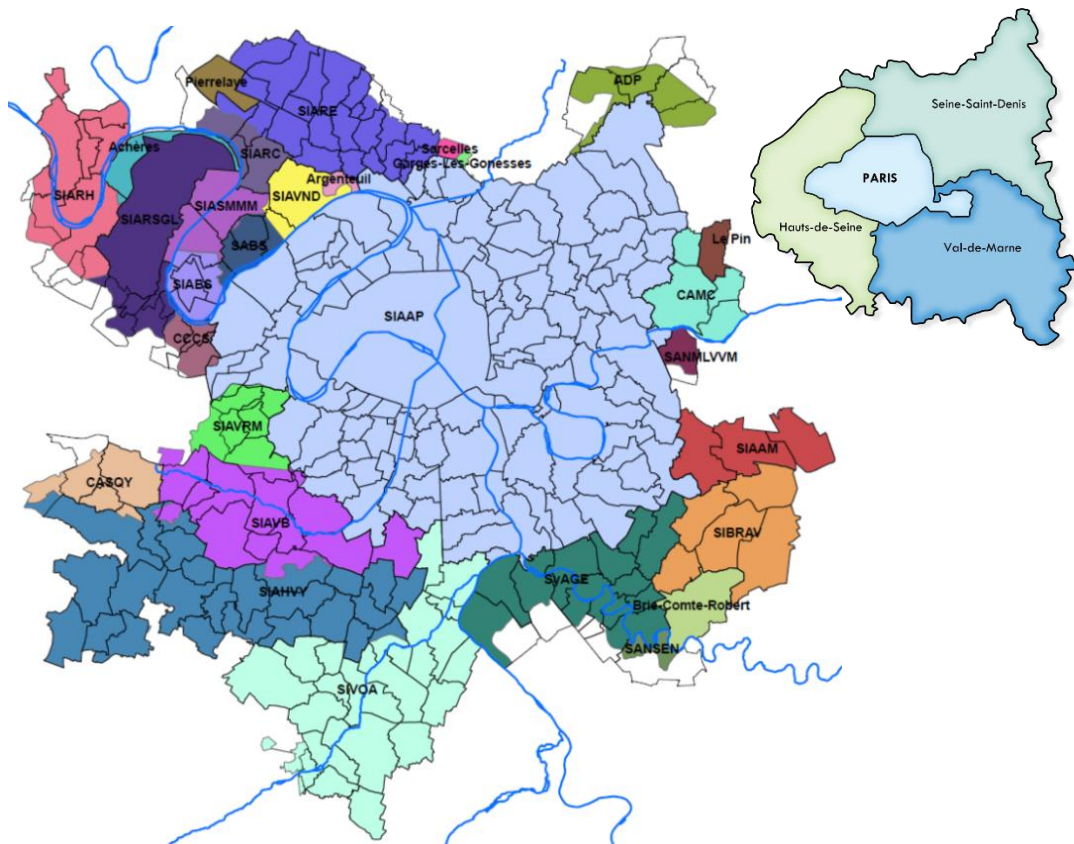 ADP
Pierrelaye
SIARE
Seine-Saint-Denis
Achères
SIARC
Sarcelles
Garges-Les-Gonesses
Argenteuil
PARIS
SIARH
SIAVND
SIARSGL
SIASMMM
Hauts-de-Seine
Le Pin
SABS
Val-de-Marne
SIABS
CAMC
SIAAP
CCCS
SANMLVVM
SIAVRM
SIAAM
CASQY
SIAVB
SIBRAV
SyAGE
SIAHVY
Brie-Comte-Robert
SANSEN
SIVOA